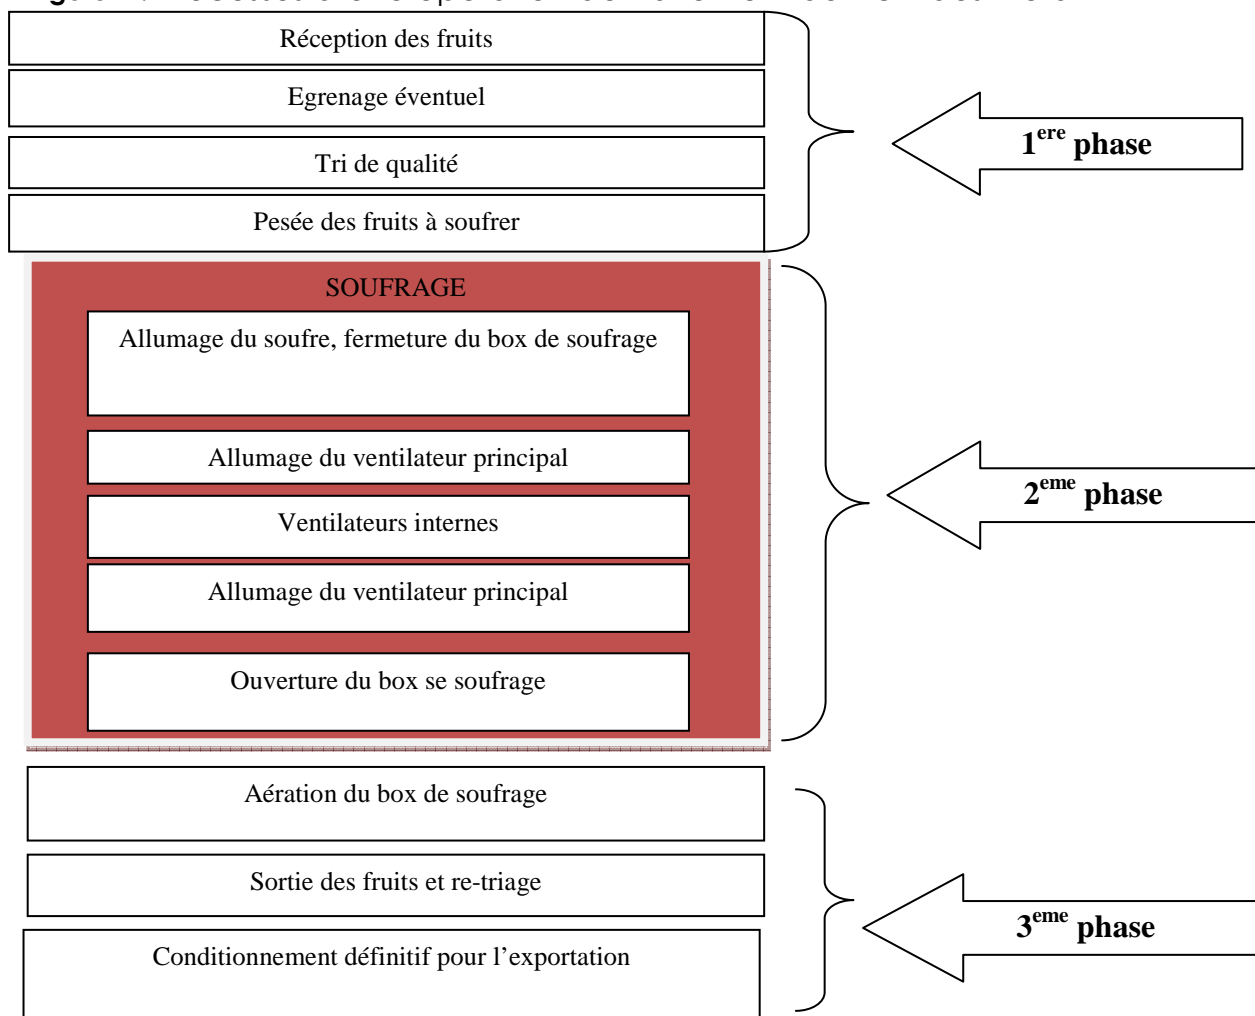 Réception des fruits
Egrenage éventuel
Tri de qualité
Pesée des fruits à soufrer
1ere phase
SOUFRAGE
Allumage du soufre, fermeture du box de soufrage
Allumage du ventilateur principal
Ventilateurs internes
Allumage du ventilateur principal
Ouverture du box se soufrage
2eme phase
Aération du box de soufrage
Sortie des fruits et re-triage
Conditionnement définitif pour l’exportation
3eme phase